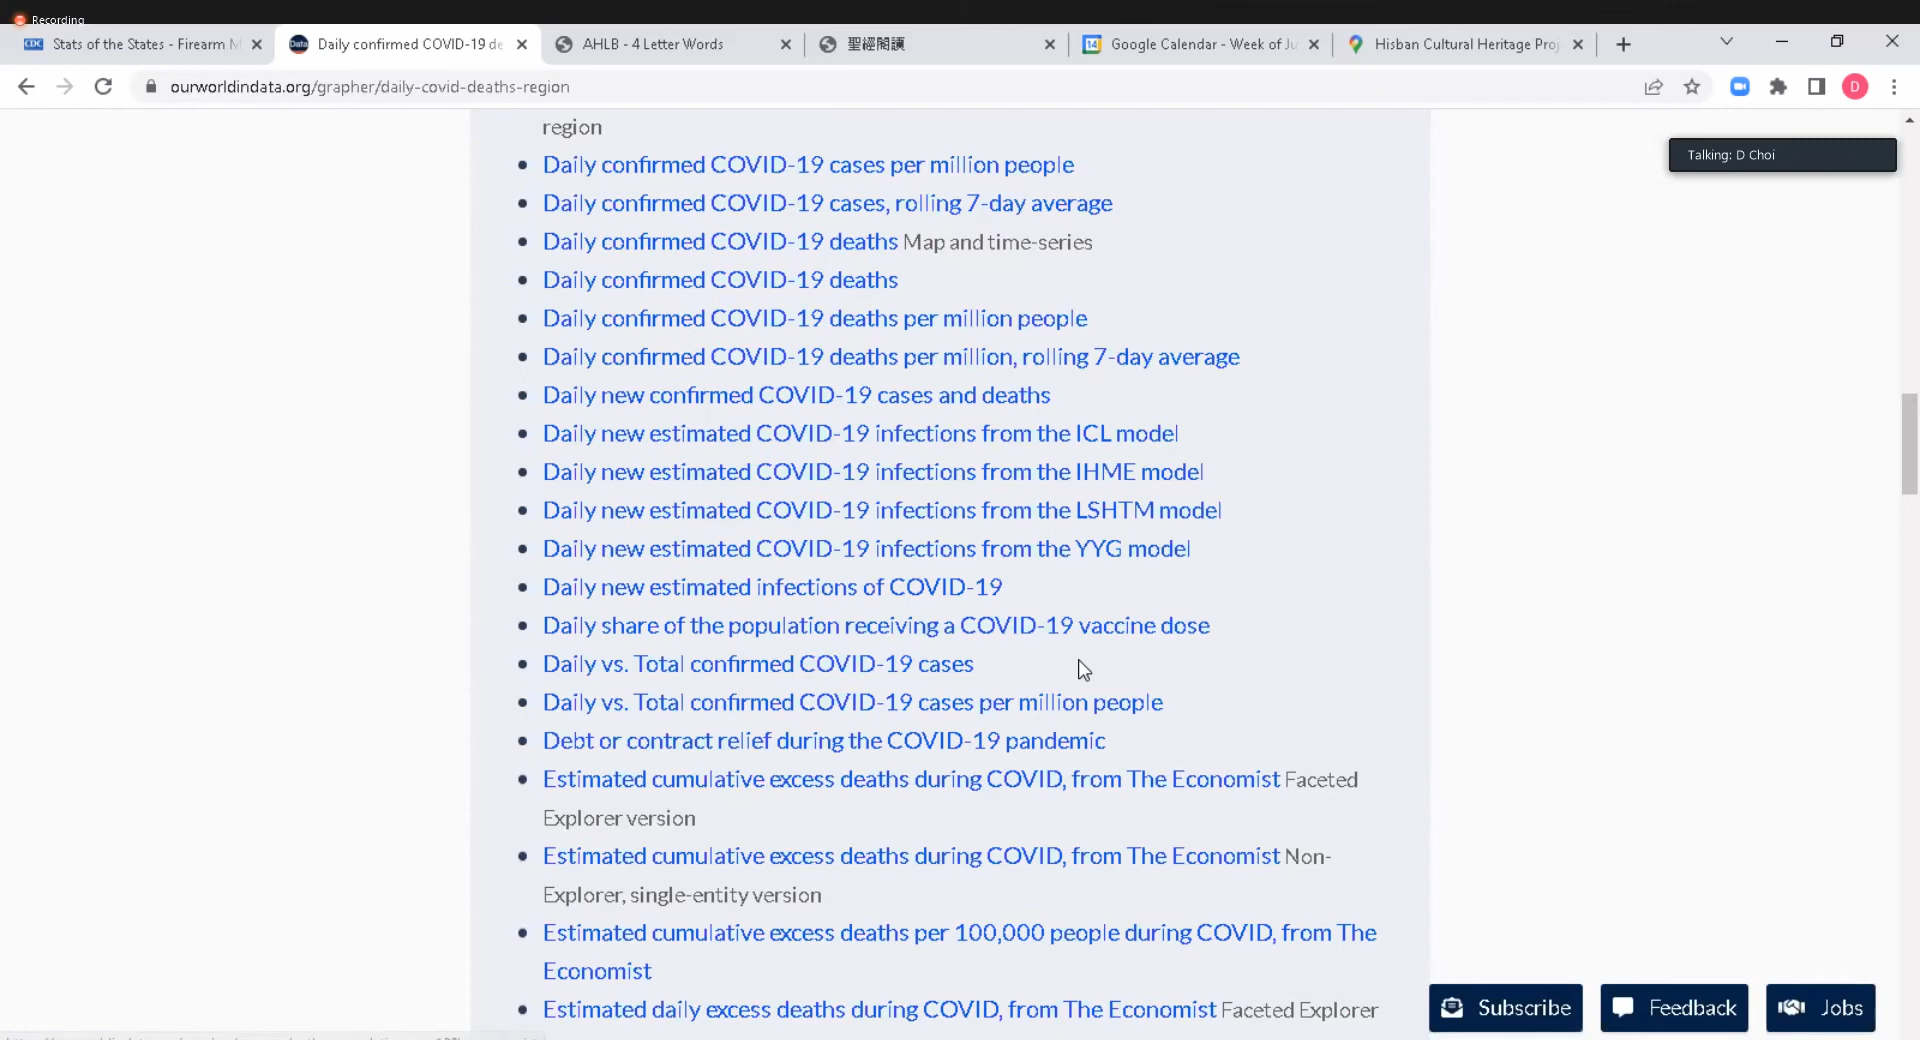 Recording
CDC Stats of the States - Firearm M
Data Daily confirmed COVID-19 de
AHLB - 4 Letter Words
聖經閱讀
14 Google Calendar - Week of Ju
Hisban Cultural Heritage Proj
ourworldindata.org/grapher/daily-covid-deaths-region
D
Talking: D Choi
region
Daily confirmed COVID-19 cases per million people
Daily confirmed COVID-19 cases, rolling 7-day average
Daily confirmed COVID-19 deaths Map and time-series
Daily confirmed COVID-19 deaths
Daily confirmed COVID-19 deaths per million people
Daily confirmed COVID-19 deaths per million, rolling 7-day average
Daily new confirmed COVID-19 cases and deaths
Daily new estimated COVID-19 infections from the ICL model
Daily new estimated COVID-19 infections from the IHME model
Daily new estimated COVID-19 infections from the LSHTM model
Daily new estimated COVID-19 infections from the YYG model
Daily new estimated infections of COVID-19
Daily share of the population receiving a COVID-19 vaccine dose
Daily vs. Total confirmed COVID-19 cases
Daily vs. Total confirmed COVID-19 cases per million people
Debt or contract relief during the COVID-19 pandemic
Estimated cumulative excess deaths during COVID, from The Economist Faceted
Explorer version
Estimated cumulative excess deaths during COVID, from The Economist Non-
Explorer, single-entity version
Estimated cumulative excess deaths per 100,000 people during COVID, from The
Economist
Estimated daily excess deaths during COVID, from The Economist Faceted Explorer
Subscribe
Feedback
Jobs